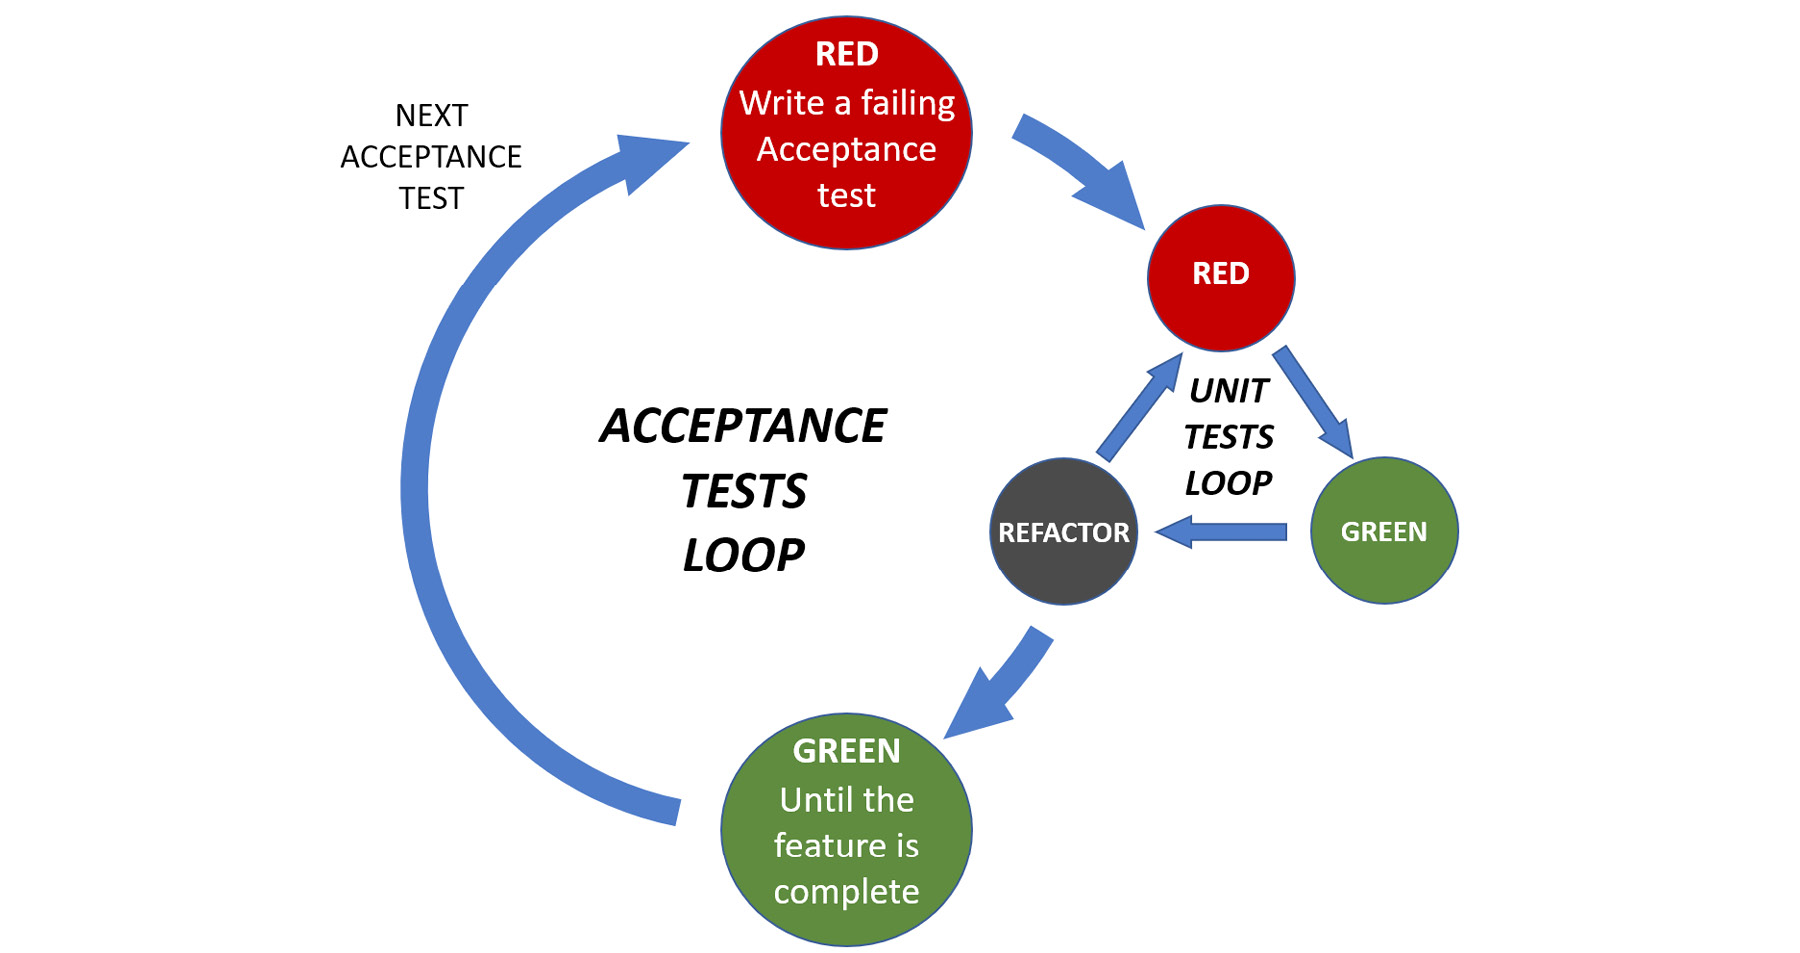 RED
Write a failing
Acceptance
test
NEXT
ACCEPTANCE
TEST
RED
UNIT
TESTS
LOOP
ACCEPTANCE
TESTS
LOOP
REFACTOR
GREEN
GREEN
Until the
feature is
complete